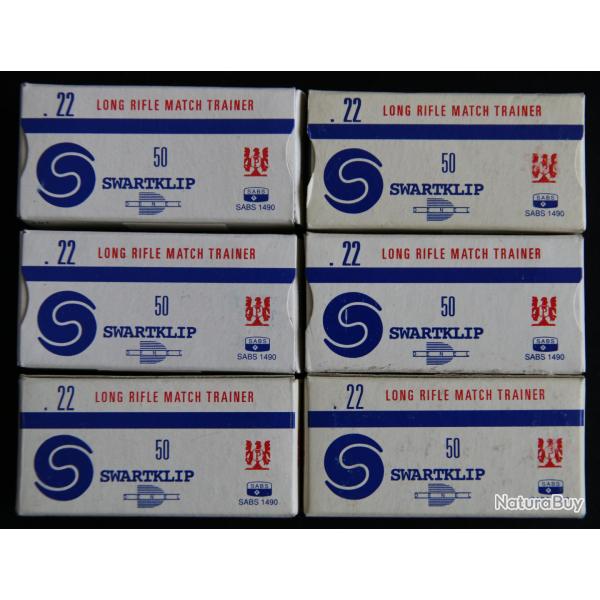 .22 LONG RIFLE MATCH TRAINER
50
SWARTKLIP
SABS
SABS 1490
.22 LONG RIFLE MATCH TRAINER
50
SWARTKLIP
SABS
SABS 1490
.22 LONG RIFLE MATCH TRAINER
50
SWARTKLIP
SABS
SABS 1490
.22 LONG RIFLE MATCH TRAINER
50
SWARTKLIP
SABS
SABS 1490
.22 LONG RIFLE MATCH TRAINER
50
SWARTKLIP
SABS
SABS 1490
.22 LONG RIFLE MATCH TRAINER
50
SWARTKLIP
SABS
NaturaBuy